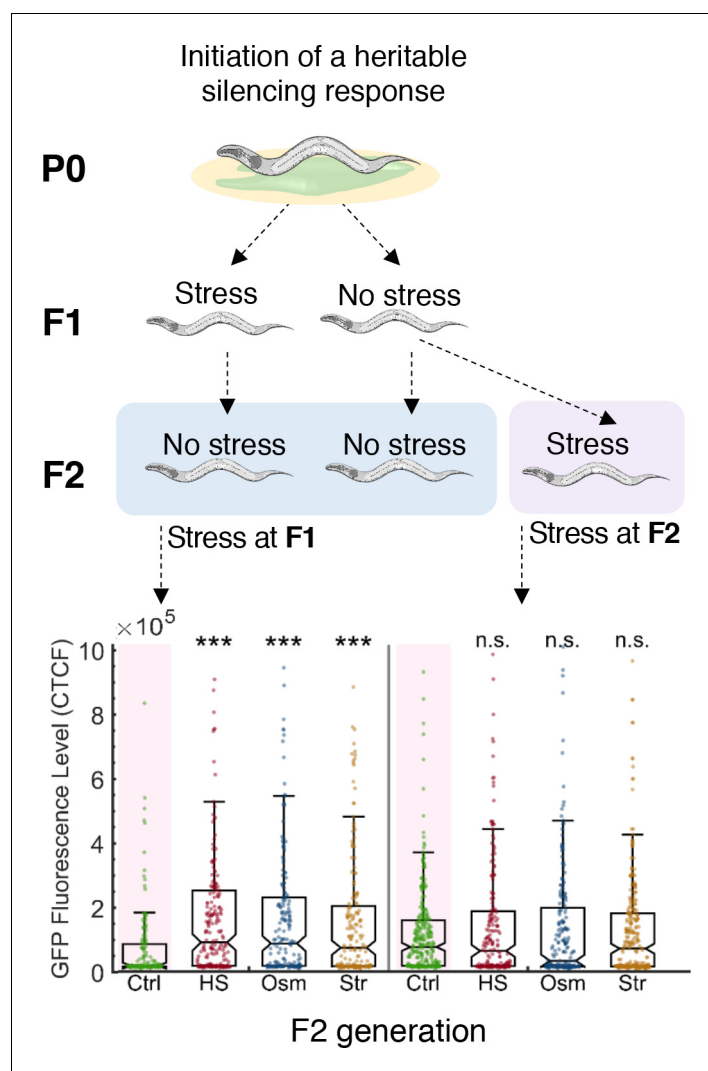 Initiation of a heritable
silencing response
P0
Stress
No stress
F1
No stress
No stress
Stress
F2
Stress at F1
Stress at F2
×10⁵
*** *** *** n.s. n.s. n.s.
10
8
6
4
2
0
GFP Fluorescence Level (CTCF)
Ctrl HS Osm Str Ctrl HS Osm Str
F2 generation